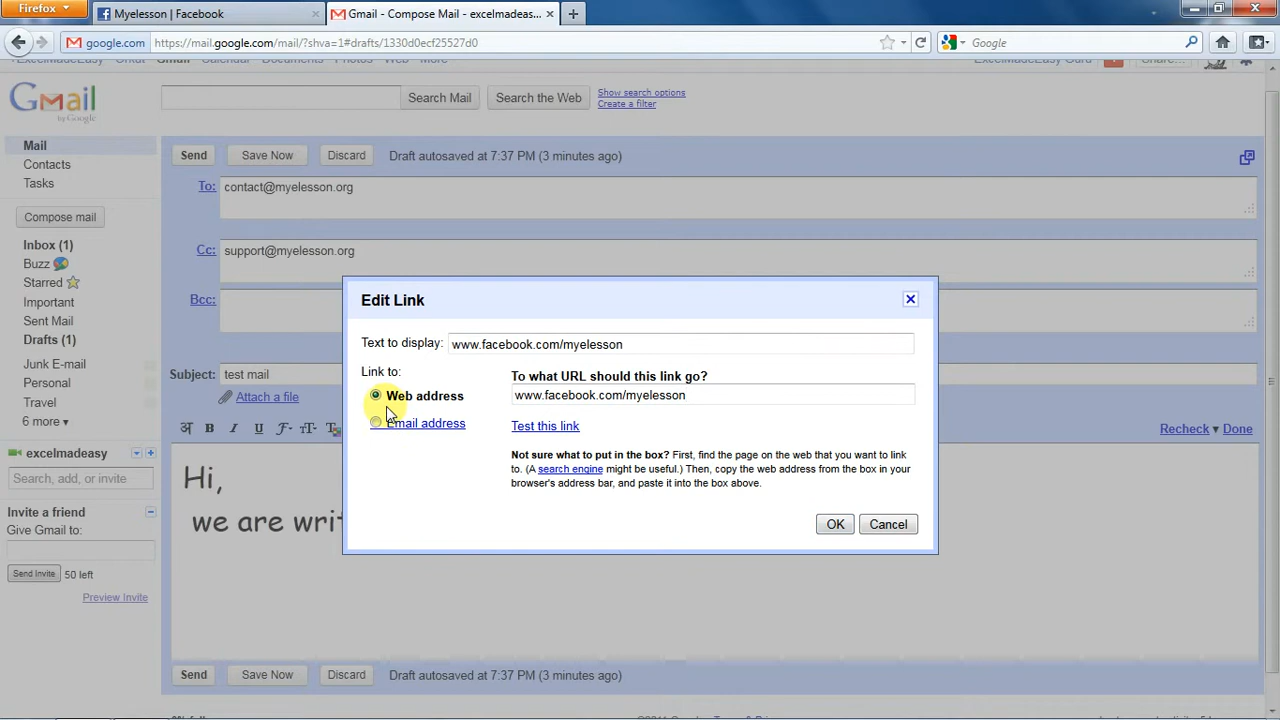 Firefox
Myelesson | Facebook
Gmail - Compose Mail - excelmadeas...
google.com
https://mail.google.com/mail/?shva=1#drafts/1330d0ecf25527d0
Google
Gmail
by Google
Search Mail
Search the Web
Show search options
Create a filter
Mail
Contacts
Tasks
Compose mail
Inbox (1)
Buzz
Starred
Important
Sent Mail
Drafts (1)
Junk E-mail
Personal
Travel
6 more
excelmadeeasy
Search, add, or invite
Invite a friend
Give Gmail to:
Send Invite
50 left
Preview Invite
Send
Save Now
Discard
Draft autosaved at 7:37 PM (3 minutes ago)
To:
contact@myelesson.org
Cc:
support@myelesson.org
Bcc:
Subject:
test mail
Attach a file
अ B I U
Recheck
Done
Hi,
we are writ
Edit Link
Text to display:
www.facebook.com/myelesson
Link to:
Web address
Email address
To what URL should this link go?
www.facebook.com/myelesson
Test this link
Not sure what to put in the box? First, find the page on the web that you want to link
to. (A search engine might be useful.) Then, copy the web address from the box in your
browser's address bar, and paste it into the box above.
OK
Cancel
Send
Save Now
Discard
Draft autosaved at 7:37 PM (3 minutes ago)